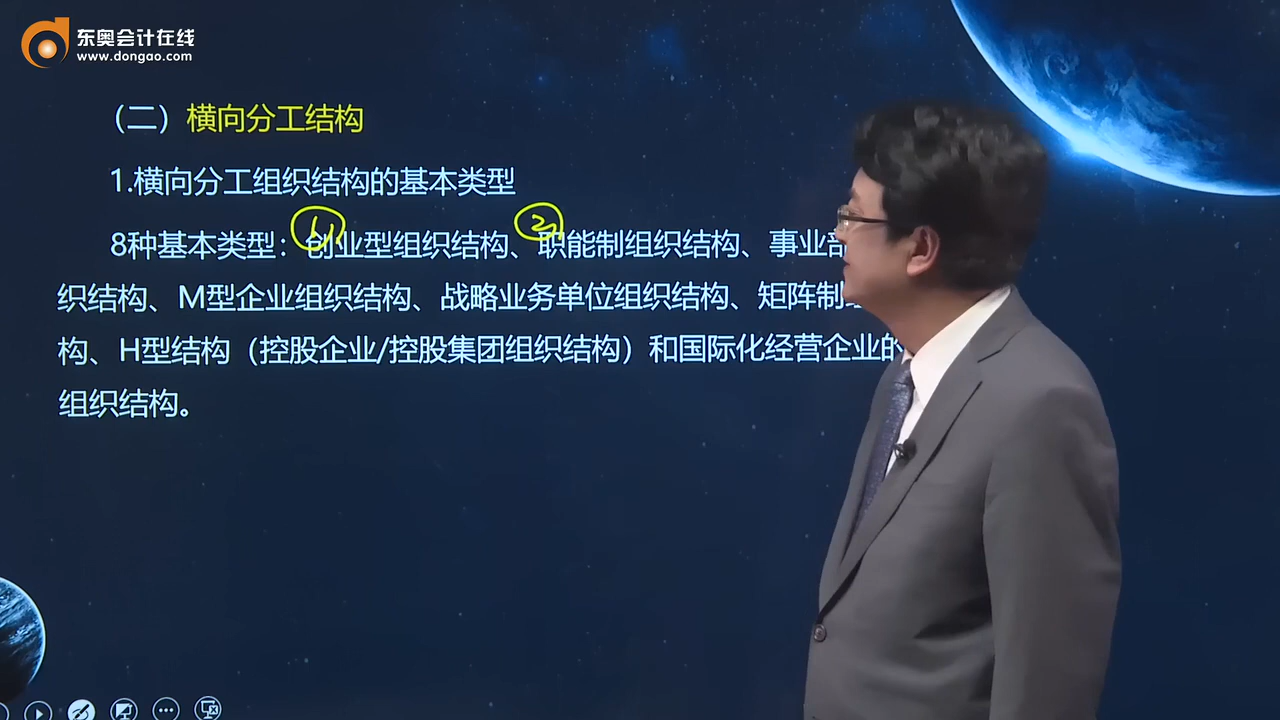 东奥会计在线
www.dongao.com
（二）横向分工结构
1.横向分工组织结构的基本类型
1 2
8种基本类型：创业型组织结构、职能制组织结构、事业部
织结构、M型企业组织结构、战略业务单位组织结构、矩阵制
构、H型结构（控股企业/控股集团组织结构）和国际化经营企业的
组织结构。